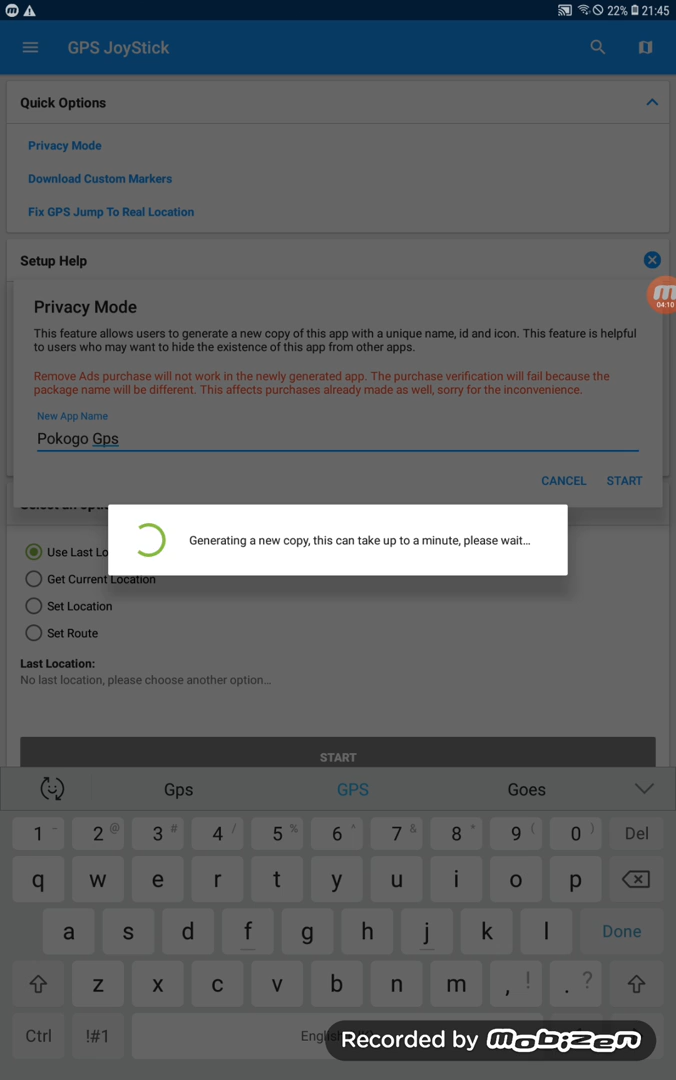 22% 21:45
GPS JoyStick
Quick Options
Privacy Mode
Download Custom Markers
Fix GPS Jump To Real Location
Setup Help
04:10
Privacy Mode
This feature allows users to generate a new copy of this app with a unique name, id and icon. This feature is helpful
to users who may want to hide the existence of this app from other apps.
Remove Ads purchase will not work in the newly generated app. The purchase verification will fail because the
package name will be different. This affects purchases already made as well, sorry for the inconvenience.
New App Name
Pokogo Gps
CANCEL START
Generating a new copy, this can take up to a minute, please wait...
Use Last Lo
Get Current Location
Set Location
Set Route
Last Location:
No last location, please choose another option...
START
Gps GPS Goes
1 2 @ 3 # 4 / 5 % 6 ^ 7 & 8 * 9 ( 0 ) Del
q w e r t y u i o p
a s d f g h j k l Done
z x c v b n m , ! . ?
Ctrl !#1
Recorded by mobizen